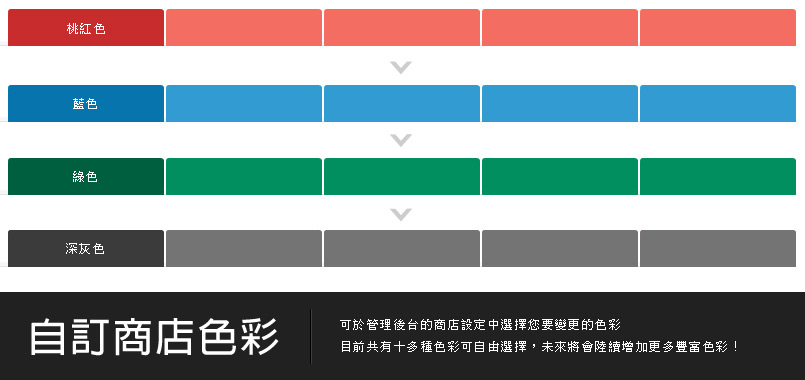 桃紅色
藍色
綠色
深灰色
自訂商店色彩
可於管理後台的商店設定中選擇您要變更的色彩
目前共有十多種色彩可自由選擇，未來將會陸續增加更多豐富色彩！